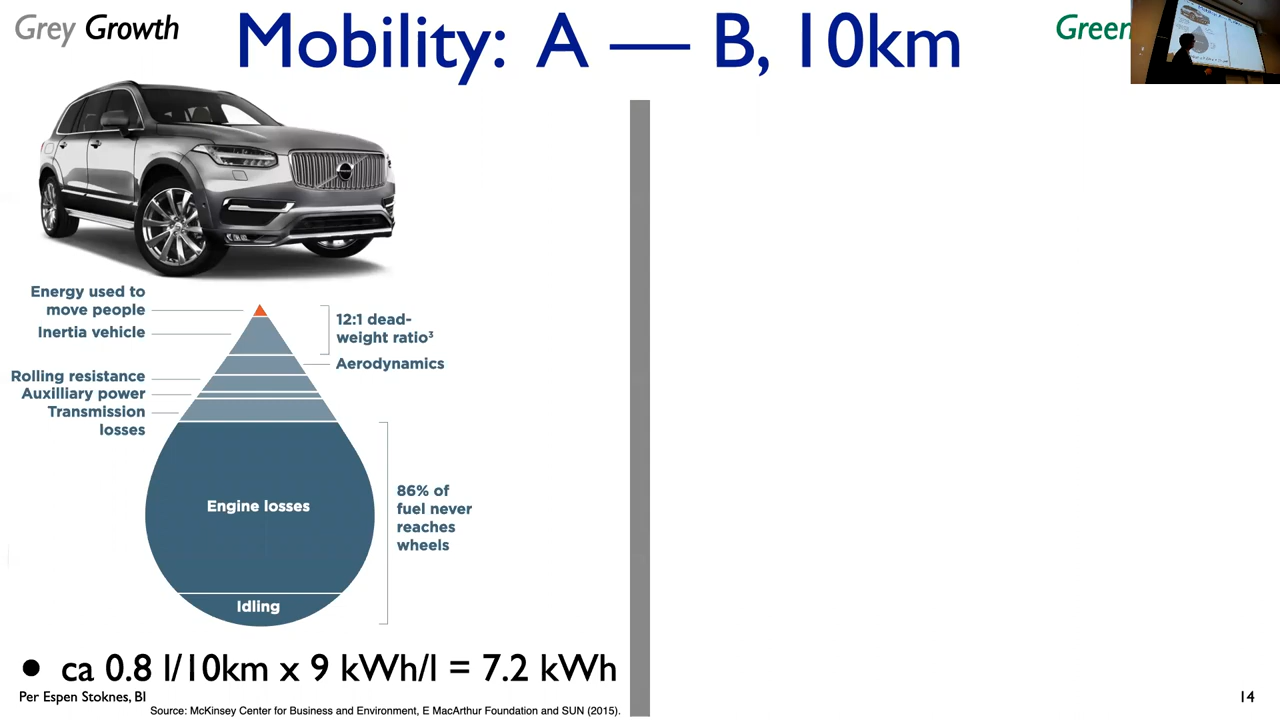 Grey Growth
Mobility: A — B, 10km
Green
Energy used to
move people
Inertia vehicle
12:1 dead-
weight ratio³
Aerodynamics
Rolling resistance
Auxilliary power
Transmission
losses
Engine losses
86% of
fuel never
reaches
wheels
Idling
● ca 0.8 l/10km x 9 kWh/l = 7.2 kWh
Per Espen Stoknes, BI
Source: McKinsey Center for Business and Environment, E MacArthur Foundation and SUN (2015).
14